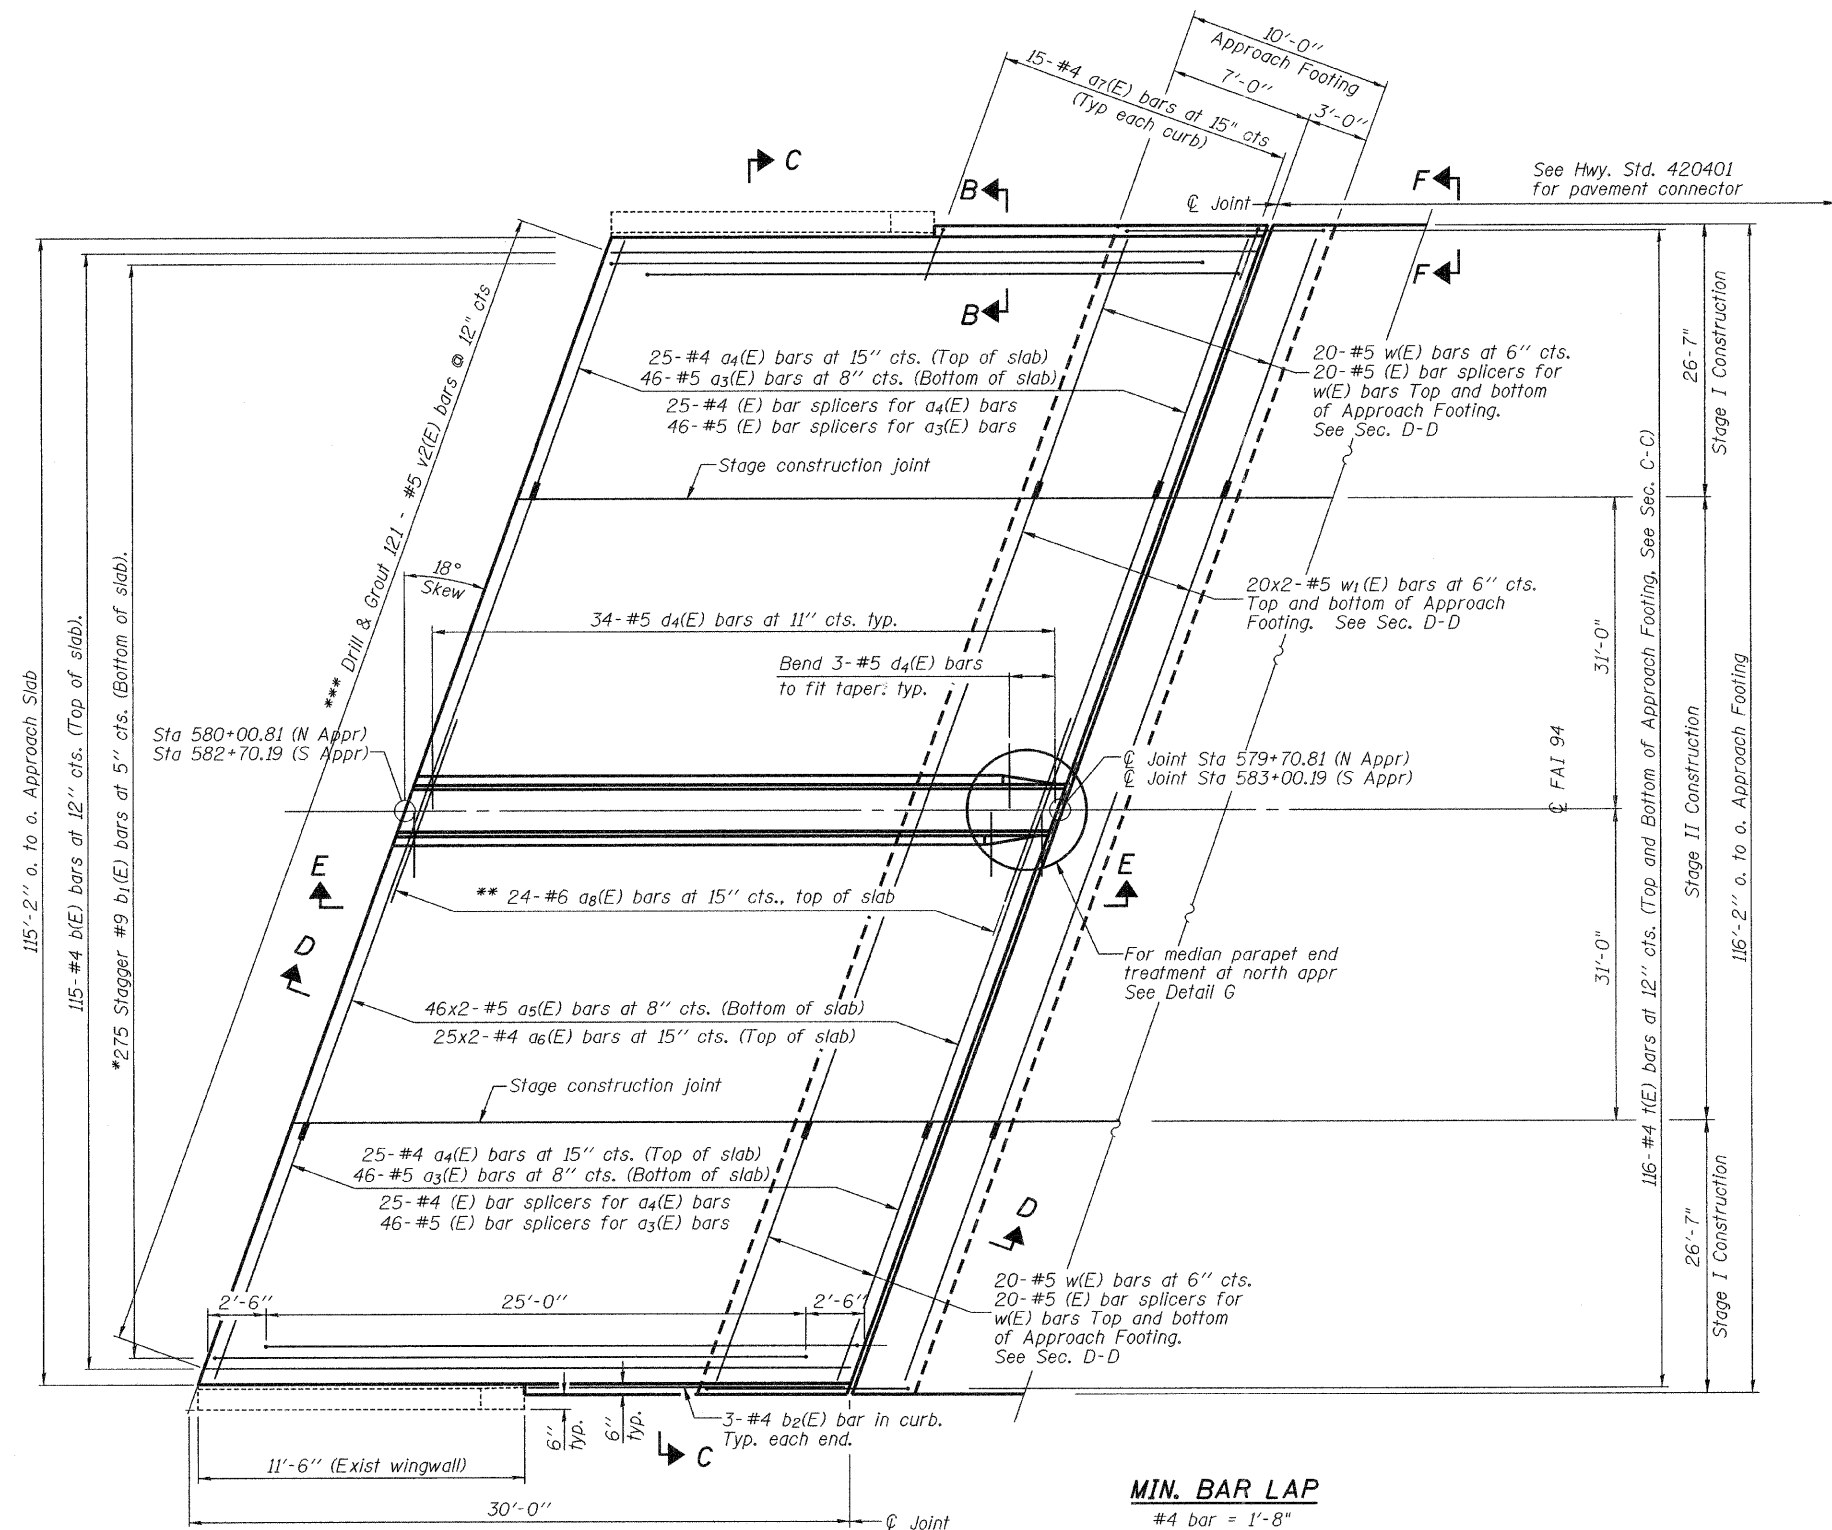 10'-0"
Approach Footing
7'-0"
3'-0"
15-#4 a7(E) bars at 15" cts
(Typ each curb)
C
B
F
See Hwy. Std. 420401
for pavement connector
℄ Joint
F
B
25-#4 a4(E) bars at 15" cts. (Top of slab)
46-#5 a3(E) bars at 8" cts. (Bottom of slab)
25-#4 (E) bar splicers for a4(E) bars
46-#5 (E) bar splicers for a3(E) bars
20-#5 w(E) bars at 6" cts.
20-#5 (E) bar splicers for
w(E) bars Top and bottom
of Approach Footing.
See Sec. D-D
26'-7"
Stage I Construction
Stage construction joint
*** Drill & Grout 121 - #5 v2(E) bars @ 12" cts
18°
Skew
34-#5 d4(E) bars at 11" cts. typ.
20x2-#5 w1(E) bars at 6" cts.
Top and bottom of Approach
Footing. See Sec. D-D
Bend 3-#5 d4(E) bars
to fit taper. typ.
31'-0"
115'-2" o. to o. Approach Slab
115-#4 b(E) bars at 12" cts. (Top of slab).
*275 Stagger #9 b1(E) bars at 5" cts. (Bottom of slab).
Sta 580+00.81 (N Appr)
Sta 582+70.19 (S Appr)
℄ Joint Sta 579+70.81 (N Appr)
℄ Joint Sta 583+00.19 (S Appr)
℄ FAI 94
116-#4 t(E) bars at 12" cts. (Top and Bottom of Approach Footing, See Sec. C-C)
Stage II Construction
116'-2" o. to o. Approach Footing
E
E
** 24-#6 a8(E) bars at 15" cts., top of slab
D
For median parapet end
treatment at north appr
See Detail G
31'-0"
46x2-#5 a5(E) bars at 8" cts. (Bottom of slab)
25x2-#4 a6(E) bars at 15" cts. (Top of slab)
Stage construction joint
25-#4 a4(E) bars at 15" cts. (Top of slab)
46-#5 a3(E) bars at 8" cts. (Bottom of slab)
25-#4 (E) bar splicers for a4(E) bars
46-#5 (E) bar splicers for a3(E) bars
D
26'-7"
Stage I Construction
20-#5 w(E) bars at 6" cts.
20-#5 (E) bar splicers for
w(E) bars Top and bottom
of Approach Footing.
See Sec. D-D
2'-6"
25'-0"
2'-6"
6"
typ.
6"
typ.
3-#4 b2(E) bar in curb.
Typ. each end.
C
11'-6" (Exist wingwall)
30'-0"
℄ Joint
MIN. BAR LAP
#4 bar = 1'-8"